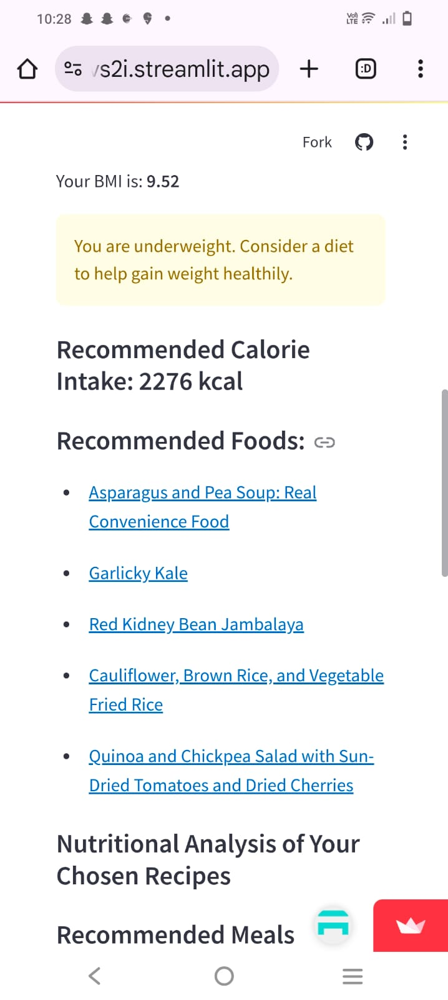 10:28
Vo)
LTE
vs2i.streamlit.app
:D
Fork
Your BMI is: 9.52
You are underweight. Consider a diet
to help gain weight healthily.
Recommended Calorie
Intake: 2276 kcal
Recommended Foods:
Asparagus and Pea Soup: Real
Convenience Food
Garlicky Kale
Red Kidney Bean Jambalaya
Cauliflower, Brown Rice, and Vegetable
Fried Rice
Quinoa and Chickpea Salad with Sun-
Dried Tomatoes and Dried Cherries
Nutritional Analysis of Your
Chosen Recipes
Recommended Meals